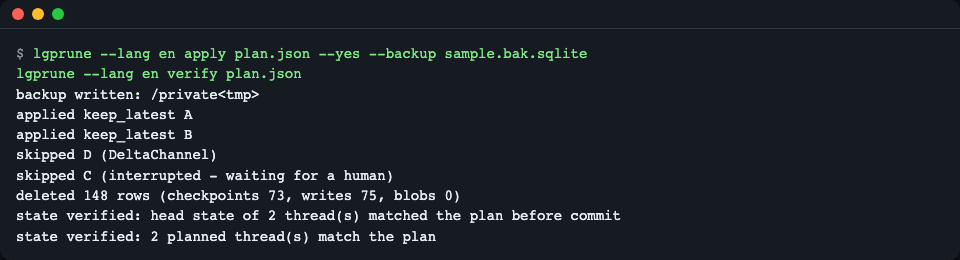 $ lgprune --lang en apply plan.json --yes --backup sample.bak.sqlite
lgprune --lang en verify plan.json
backup written: /private<tmp>
applied keep_latest A
applied keep_latest B
skipped D (DeltaChannel)
skipped C (interrupted - waiting for a human)
deleted 148 rows (checkpoints 73, writes 75, blobs 0)
state verified: head state of 2 thread(s) matched the plan before commit
state verified: 2 planned thread(s) match the plan